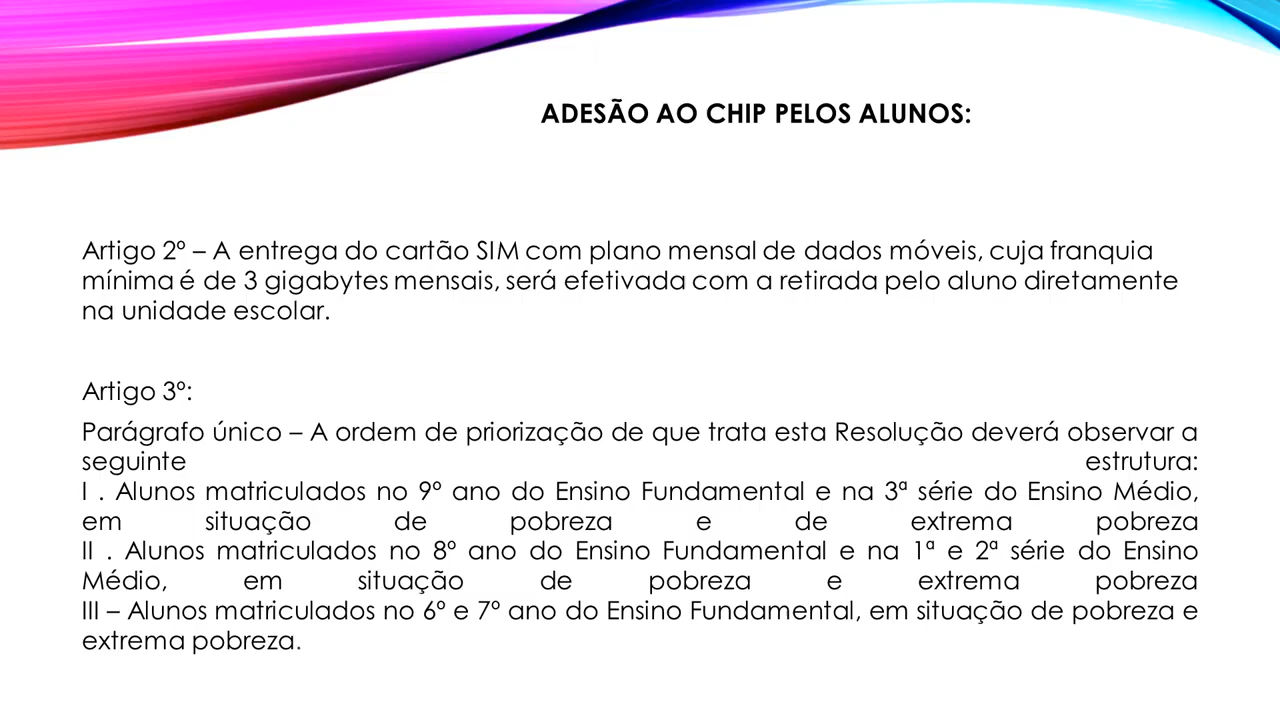 ADESÃO AO CHIP PELOS ALUNOS:
Artigo 2º – A entrega do cartão SIM com plano mensal de dados móveis, cuja franquia
mínima é de 3 gigabytes mensais, será efetivada com a retirada pelo aluno diretamente
na unidade escolar.
Artigo 3º:
Parágrafo único – A ordem de priorização de que trata esta Resolução deverá observar a
seguinte estrutura:
I . Alunos matriculados no 9º ano do Ensino Fundamental e na 3ª série do Ensino Médio,
em situação de pobreza e de extrema pobreza
II . Alunos matriculados no 8º ano do Ensino Fundamental e na 1ª e 2ª série do Ensino
Médio, em situação de pobreza e extrema pobreza
III – Alunos matriculados no 6º e 7º ano do Ensino Fundamental, em situação de pobreza e
extrema pobreza.